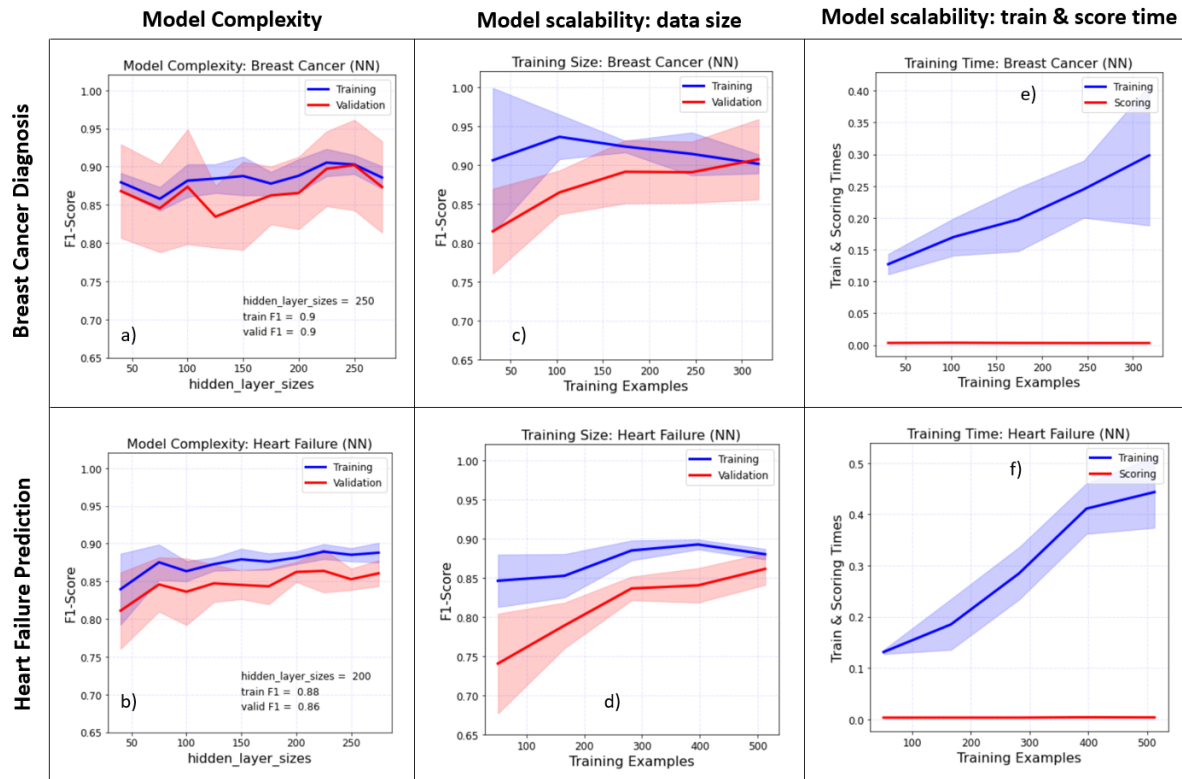 Model Complexity
Model scalability: data size
Model scalability: train & score time
Breast Cancer Diagnosis
Model Complexity: Breast Cancer (NN)
F1-Score
1.00
0.95
0.90
0.85
0.80
0.75
0.70
0.65
Training
Validation
hidden_layer_sizes = 250
train F1 = 0.9
valid F1 = 0.9
a)
50 100 150 200 250
hidden_layer_sizes
Training Size: Breast Cancer (NN)
F1-Score
1.00
0.95
0.90
0.85
0.80
0.75
0.70
0.65
Training
Validation
c)
50 100 150 200 250 300
Training Examples
Training Time: Breast Cancer (NN)
Train & Scoring Times
0.40
0.35
0.30
0.25
0.20
0.15
0.10
0.05
0.00
e)
Training
Scoring
50 100 150 200 250 300
Training Examples
Heart Failure Prediction
Model Complexity: Heart Failure (NN)
F1-Score
1.00
0.95
0.90
0.85
0.80
0.75
0.70
0.65
Training
Validation
hidden_layer_sizes = 200
train F1 = 0.88
valid F1 = 0.86
b)
50 100 150 200 250
hidden_layer_sizes
Training Size: Heart Failure (NN)
F1-Score
1.00
0.95
0.90
0.85
0.80
0.75
0.70
0.65
Training
Validation
d)
100 200 300 400 500
Training Examples
Training Time: Heart Failure (NN)
Train & Scoring Times
0.5
0.4
0.3
0.2
0.1
0.0
f)
Training
Scoring
100 200 300 400 500
Training Examples